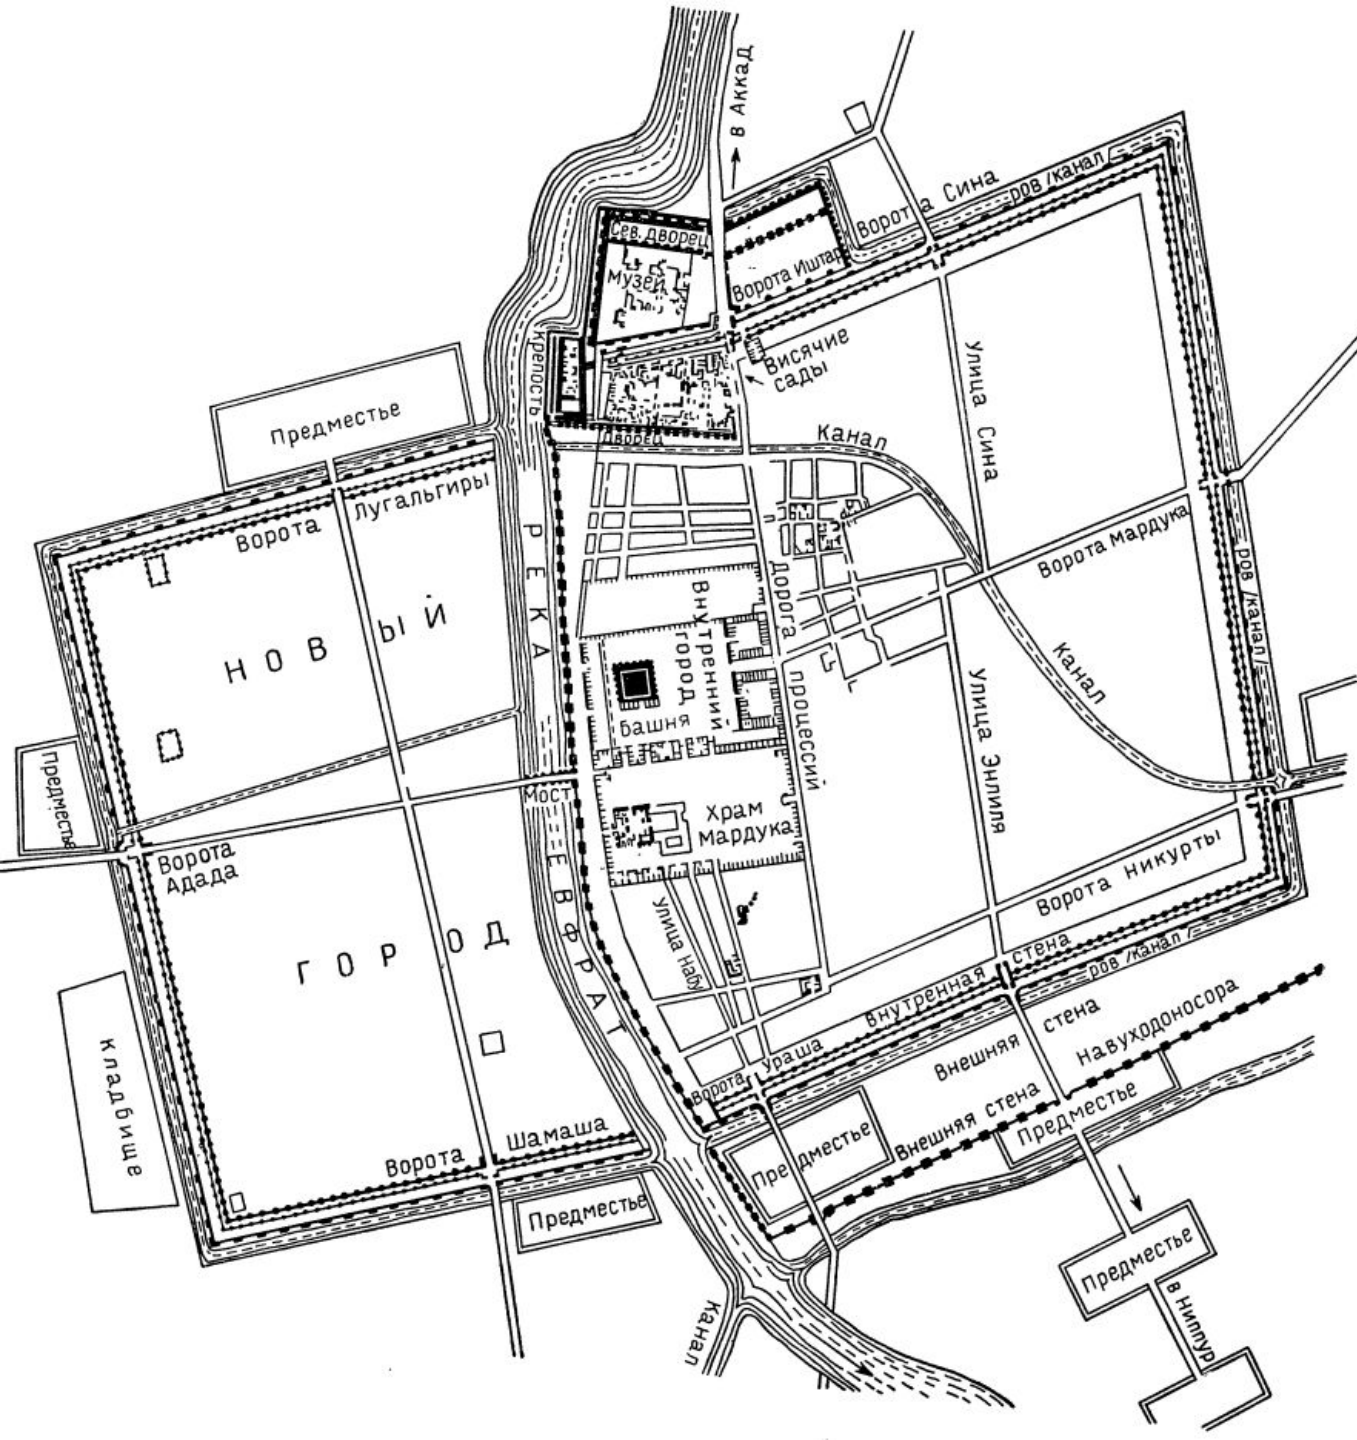 в Аккад
Ворота Сина
ров /канал/
Сев. дворец
музей
Ворота Иштар
Крепость
Висячие
сады
улица Сина
Предместье
дворец
Канал
Ворота Лугальгиры
Ворота Мардука
РЕКА
Дорога процессий
ров /канал/
Внутренний
город
НОВЫЙ
Канал
башня
улица Энлиля
Предместье
Мост
Храм
Мардука
Ворота
Адада
Ворота Никурты
ЕВФРАТ
улица Набу
ГОРОД
внутренная стена
ров /канал/
Кладбище
Ворота Ураша
Внешняя стена
Навуходоносора
Внешняя стена
Предместье
Предместье
Ворота Шамаша
Предместье
Предместье
в Ниппур
Канал